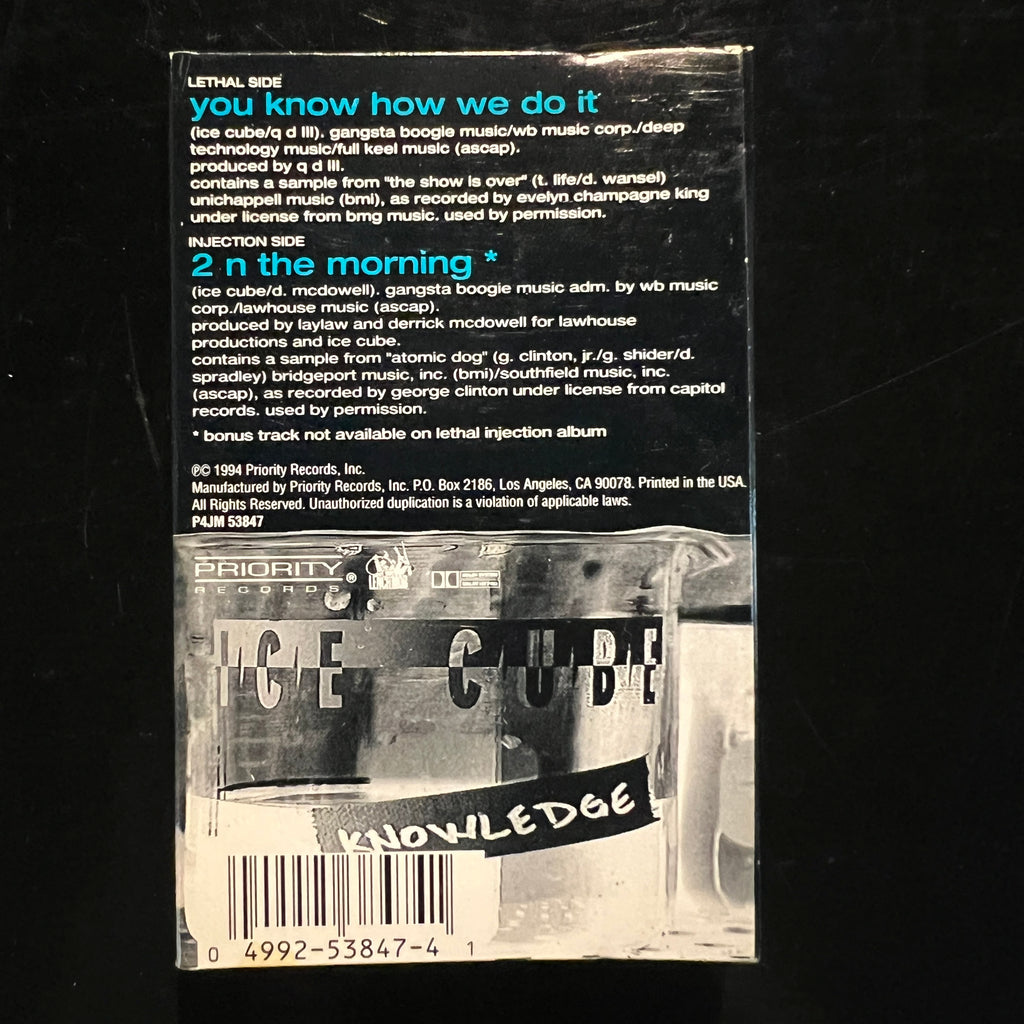 LETHAL SIDE
you know how we do it
(ice cube/q d III). gangsta boogie music/wb music corp./deep
technology music/full keel music (ascap).
produced by q d III.
contains a sample from "the show is over" (t. life/d. wansel)
unichappell music (bmi), as recorded by evelyn champagne king
under license from bmg music. used by permission.
INJECTION SIDE
2 n the morning *
(ice cube/d. mcdowell). gangsta boogie music adm. by wb music
corp./lawhouse music (ascap).
produced by laylaw and derrick mcdowell for lawhouse
productions and ice cube.
contains a sample from "atomic dog" (g. clinton, jr./g. shider/d.
spradley) bridgeport music, inc. (bmi)/southfield music, inc.
(ascap), as recorded by george clinton under license from capitol
records. used by permission.
* bonus track not available on lethal injection album
℗© 1994 Priority Records, Inc.
Manufactured by Priority Records, Inc. P.O. Box 2186, Los Angeles, CA 90078. Printed in the USA.
All Rights Reserved. Unauthorized duplication is a violation of applicable laws.
P4JM 53847
PRIORITY®
RECORDS
ICE CUBE
KNOWLEDGE
0 4992-53847-4 1